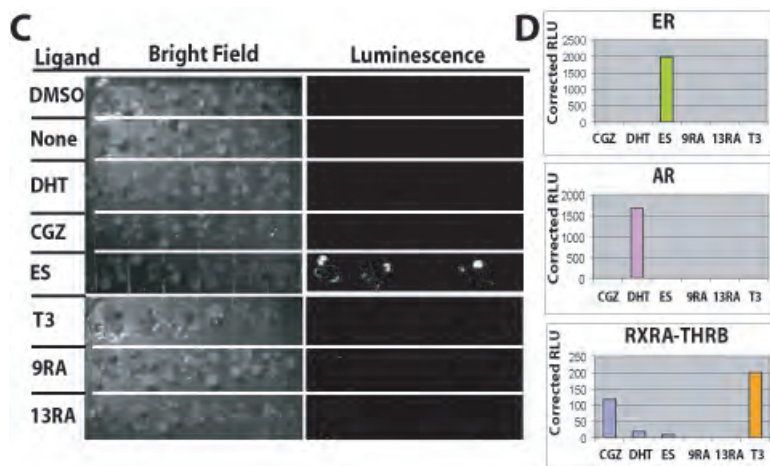 C
Ligand Bright Field Luminescence
DMSO
None
DHT
CGZ
ES
T3
9RA
13RA
D
ER
Corrected RLU
2500
2000
1500
1000
500
0
CGZ DHT ES 9RA 13RA T3
AR
Corrected RLU
2000
1500
1000
500
0
CGZ DHT ES 9RA 13RA T3
RXRA-THRB
Corrected RLU
250
200
150
100
50
0
CGZ DHT ES 9RA 13RA T3